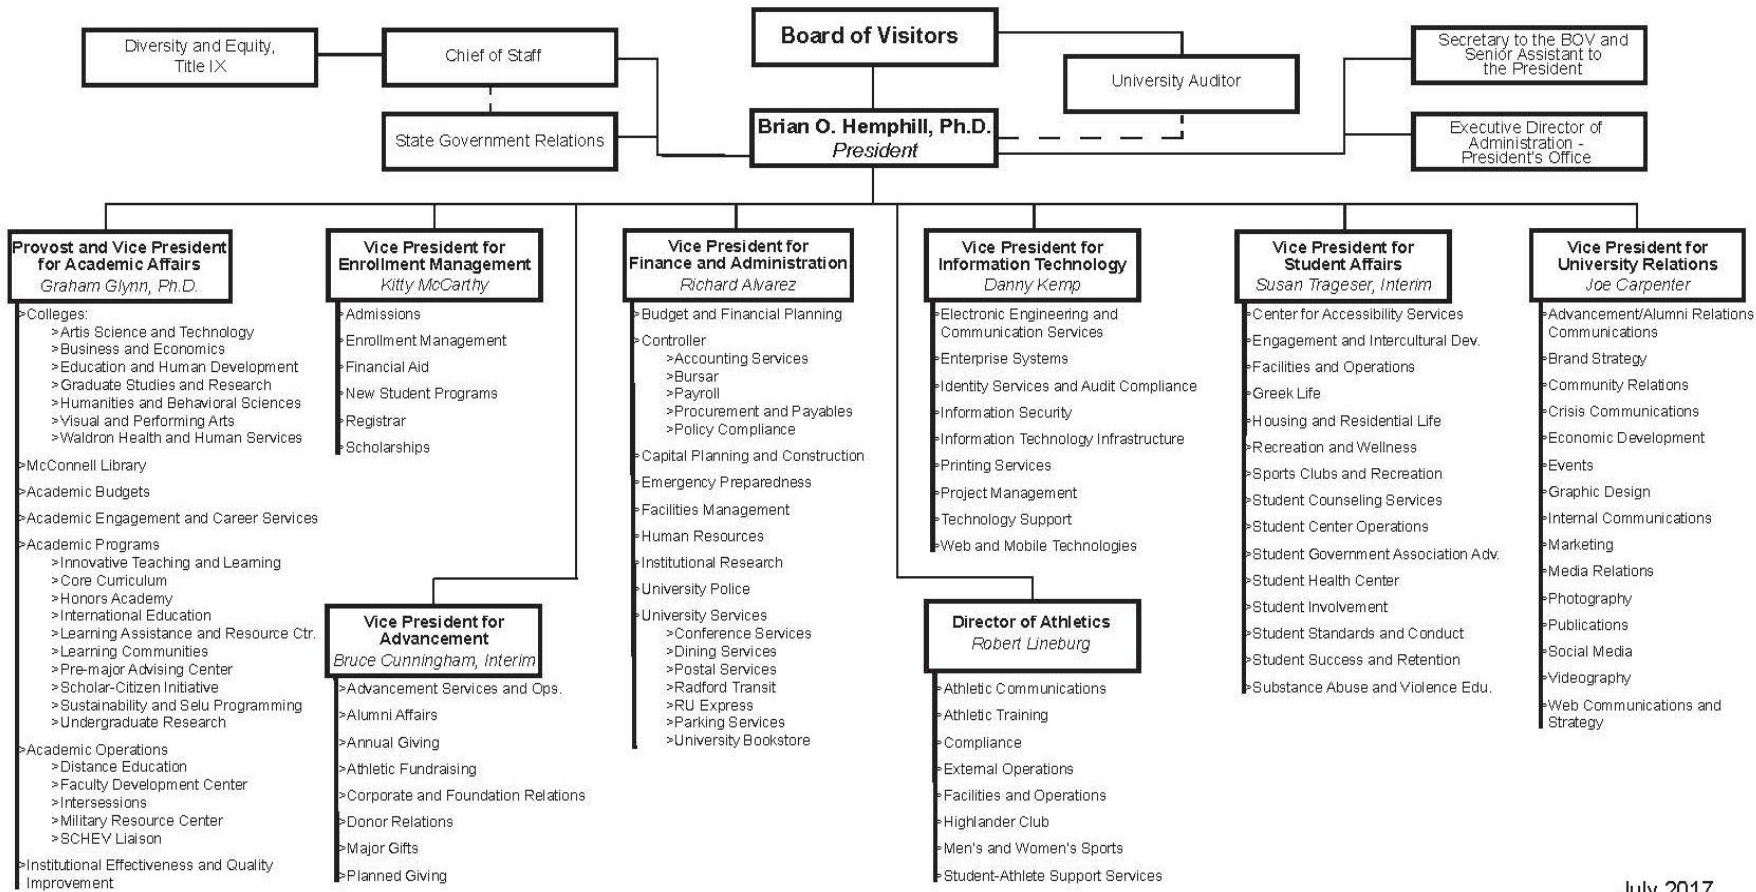 Board of Visitors
Diversity and Equity,
Title IX
Chief of Staff
University Auditor
Secretary to the BOV and
Senior Assistant to
the President
State Government Relations
Brian O. Hemphill, Ph.D.
President
Executive Director of
Administration -
President's Office
Provost and Vice President
for Academic Affairs
Graham Glynn, Ph.D.
>Colleges:
>Artis Science and Technology
>Business and Economics
>Education and Human Development
>Graduate Studies and Research
>Humanities and Behavioral Sciences
>Visual and Performing Arts
>Waldron Health and Human Services
>McConnell Library
>Academic Budgets
>Academic Engagement and Career Services
>Academic Programs
>Innovative Teaching and Learning
>Core Curriculum
>Honors Academy
>International Education
>Learning Assistance and Resource Ctr.
>Learning Communities
>Pre-major Advising Center
>Scholar-Citizen Initiative
>Sustainability and Selu Programming
>Undergraduate Research
>Academic Operations
>Distance Education
>Faculty Development Center
>Intersessions
>Military Resource Center
>SCHEV Liaison
>Institutional Effectiveness and Quality
Improvement
Vice President for
Enrollment Management
Kitty McCarthy
>Admissions
>Enrollment Management
>Financial Aid
>New Student Programs
>Registrar
>Scholarships
Vice President for
Advancement
Bruce Cunningham, Interim
>Advancement Services and Ops.
>Alumni Affairs
>Annual Giving
>Athletic Fundraising
>Corporate and Foundation Relations
>Donor Relations
>Major Gifts
>Planned Giving
Vice President for
Finance and Administration
Richard Alvarez
>Budget and Financial Planning
>Controller
>Accounting Services
>Bursar
>Payroll
>Procurement and Payables
>Policy Compliance
>Capital Planning and Construction
>Emergency Preparedness
>Facilities Management
>Human Resources
>Institutional Research
>University Police
>University Services
>Conference Services
>Dining Services
>Postal Services
>Radford Transit
>RU Express
>Parking Services
>University Bookstore
Vice President for
Information Technology
Danny Kemp
>Electronic Engineering and
Communication Services
>Enterprise Systems
>Identity Services and Audit Compliance
>Information Security
>Information Technology Infrastructure
>Printing Services
>Project Management
>Technology Support
>Web and Mobile Technologies
Director of Athletics
Robert Lineburg
>Athletic Communications
>Athletic Training
>Compliance
>External Operations
>Facilities and Operations
>Highlander Club
>Men's and Women's Sports
>Student-Athlete Support Services
Vice President for
Student Affairs
Susan Trageser, Interim
>Center for Accessibility Services
>Engagement and Intercultural Dev.
>Facilities and Operations
>Greek Life
>Housing and Residential Life
>Recreation and Wellness
>Sports Clubs and Recreation
>Student Counseling Services
>Student Center Operations
>Student Government Association Adv.
>Student Health Center
>Student Involvement
>Student Standards and Conduct
>Student Success and Retention
>Substance Abuse and Violence Edu.
Vice President for
University Relations
Joe Carpenter
>Advancement/Alumni Relations
Communications
>Brand Strategy
>Community Relations
>Crisis Communications
>Economic Development
>Events
>Graphic Design
>Internal Communications
>Marketing
>Media Relations
>Photography
>Publications
>Social Media
>Videography
>Web Communications and
Strategy
July 2017